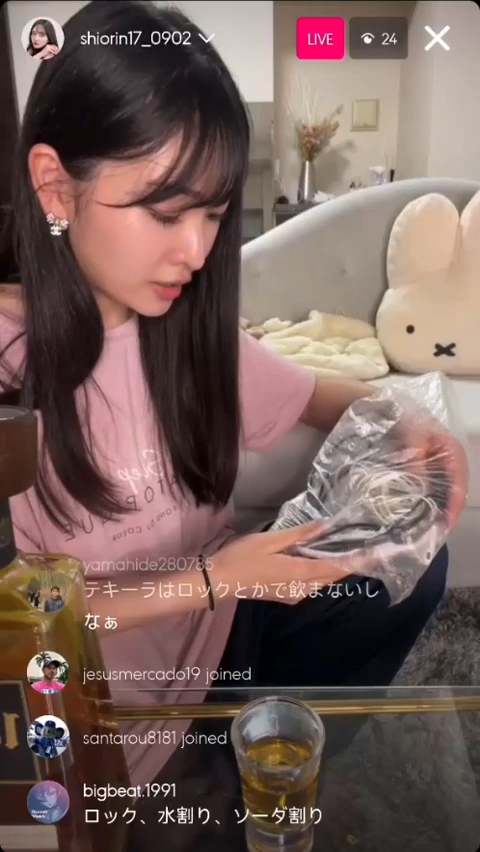 shiorin17_0902
LIVE
24
yamahide280785
テキーラはロックとかで飲まないし
なぁ
jesusmercado19 joined
santarou8181 joined
bigbeat.1991
ロック、水割り、ソーダ割り